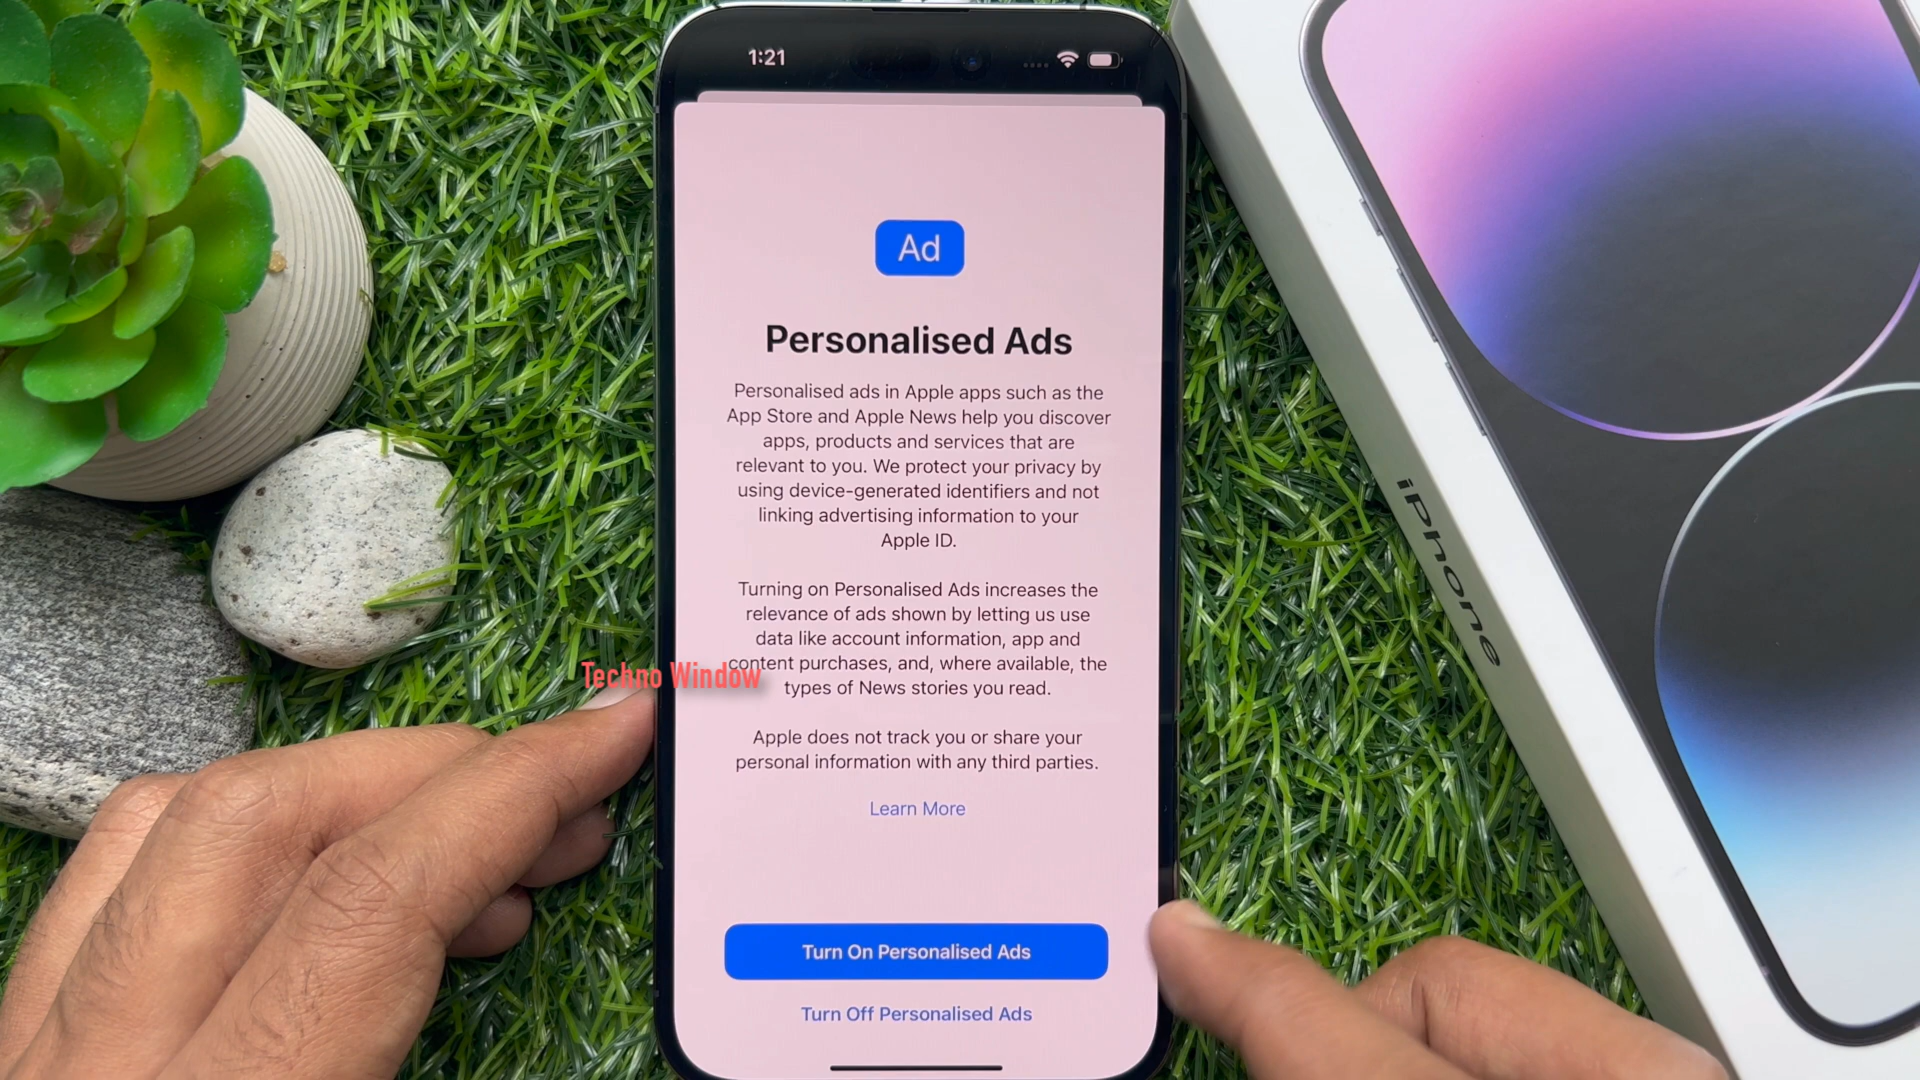 1:21
Ad
Personalised Ads
Personalised ads in Apple apps such as the
App Store and Apple News help you discover
apps, products and services that are
relevant to you. We protect your privacy by
using device-generated identifiers and not
linking advertising information to your
Apple ID.
Turning on Personalised Ads increases the
relevance of ads shown by letting us use
data like account information, app and
content purchases, and, where available, the
types of News stories you read.
Techno Window
Apple does not track you or share your
personal information with any third parties.
Learn More
Turn On Personalised Ads
Turn Off Personalised Ads
iPhone